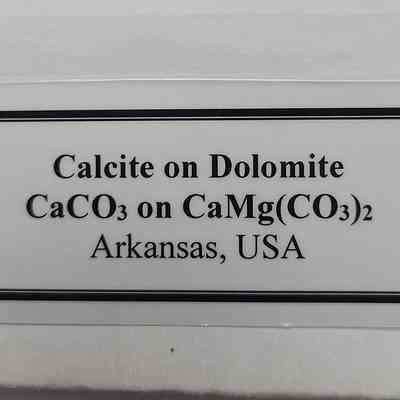 Calcite on Dolomite
CaCO₃ on CaMg(CO₃)₂
Arkansas, USA